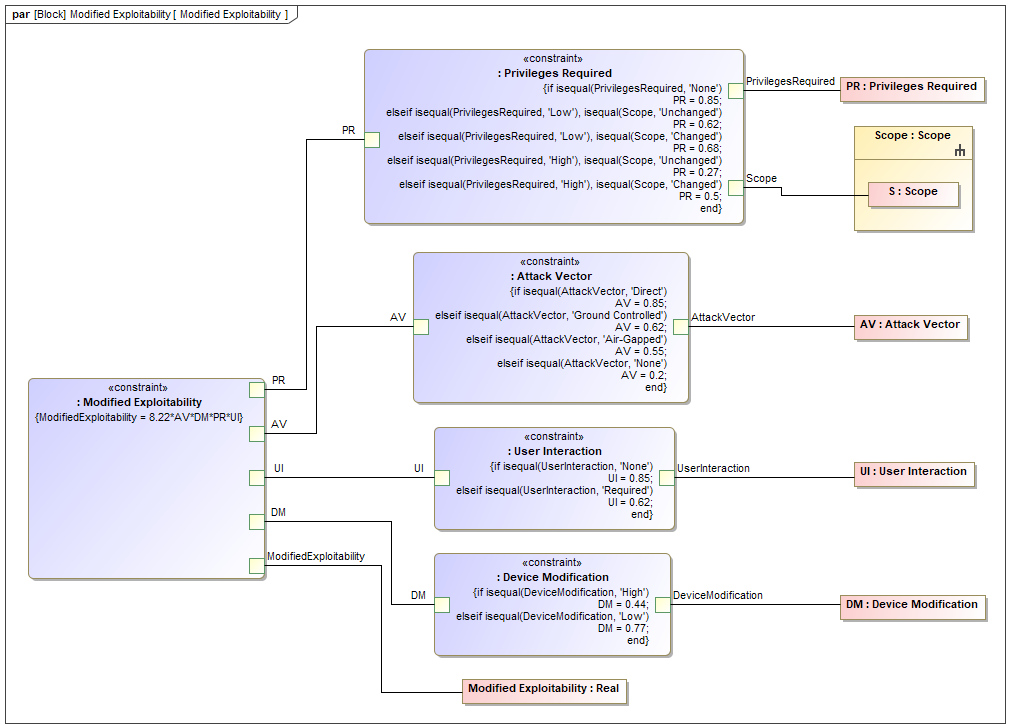 par [Block] Modified Exploitability [ Modified Exploitability ]
«constraint»
: Privileges Required
{if isequal(PrivilegesRequired, 'None')
PR = 0.85;
elseif isequal(PrivilegesRequired, 'Low'), isequal(Scope, 'Unchanged')
PR = 0.62;
elseif isequal(PrivilegesRequired, 'Low'), isequal(Scope, 'Changed')
PR = 0.68;
elseif isequal(PrivilegesRequired, 'High'), isequal(Scope, 'Unchanged')
PR = 0.27;
elseif isequal(PrivilegesRequired, 'High'), isequal(Scope, 'Changed')
PR = 0.5;
end}
PR
PrivilegesRequired
PR : Privileges Required
Scope
Scope : Scope
S : Scope
«constraint»
: Attack Vector
{if isequal(AttackVector, 'Direct')
AV = 0.85;
elseif isequal(AttackVector, 'Ground Controlled')
AV = 0.62;
elseif isequal(AttackVector, 'Air-Gapped')
AV = 0.55;
elseif isequal(AttackVector, 'None')
AV = 0.2;
end}
AV
AttackVector
AV : Attack Vector
«constraint»
: Modified Exploitability
{ModifiedExploitability = 8.22*AV*DM*PR*UI}
PR
AV
UI
DM
ModifiedExploitability
«constraint»
: User Interaction
{if isequal(UserInteraction, 'None')
UI = 0.85;
elseif isequal(UserInteraction, 'Required')
UI = 0.62;
end}
UI
UserInteraction
UI : User Interaction
«constraint»
: Device Modification
{if isequal(DeviceModification, 'High')
DM = 0.44;
elseif isequal(DeviceModification, 'Low')
DM = 0.77;
end}
DM
DeviceModification
DM : Device Modification
Modified Exploitability : Real